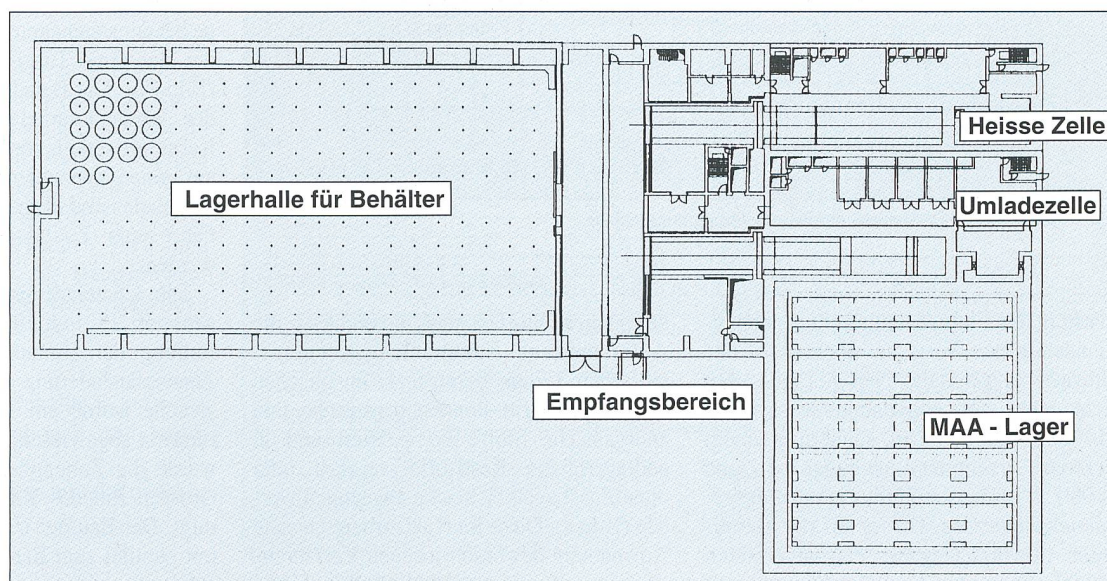 Heisse Zelle
Lagerhalle für Behälter
Umladezelle
Empfangsbereich
MAA - Lager